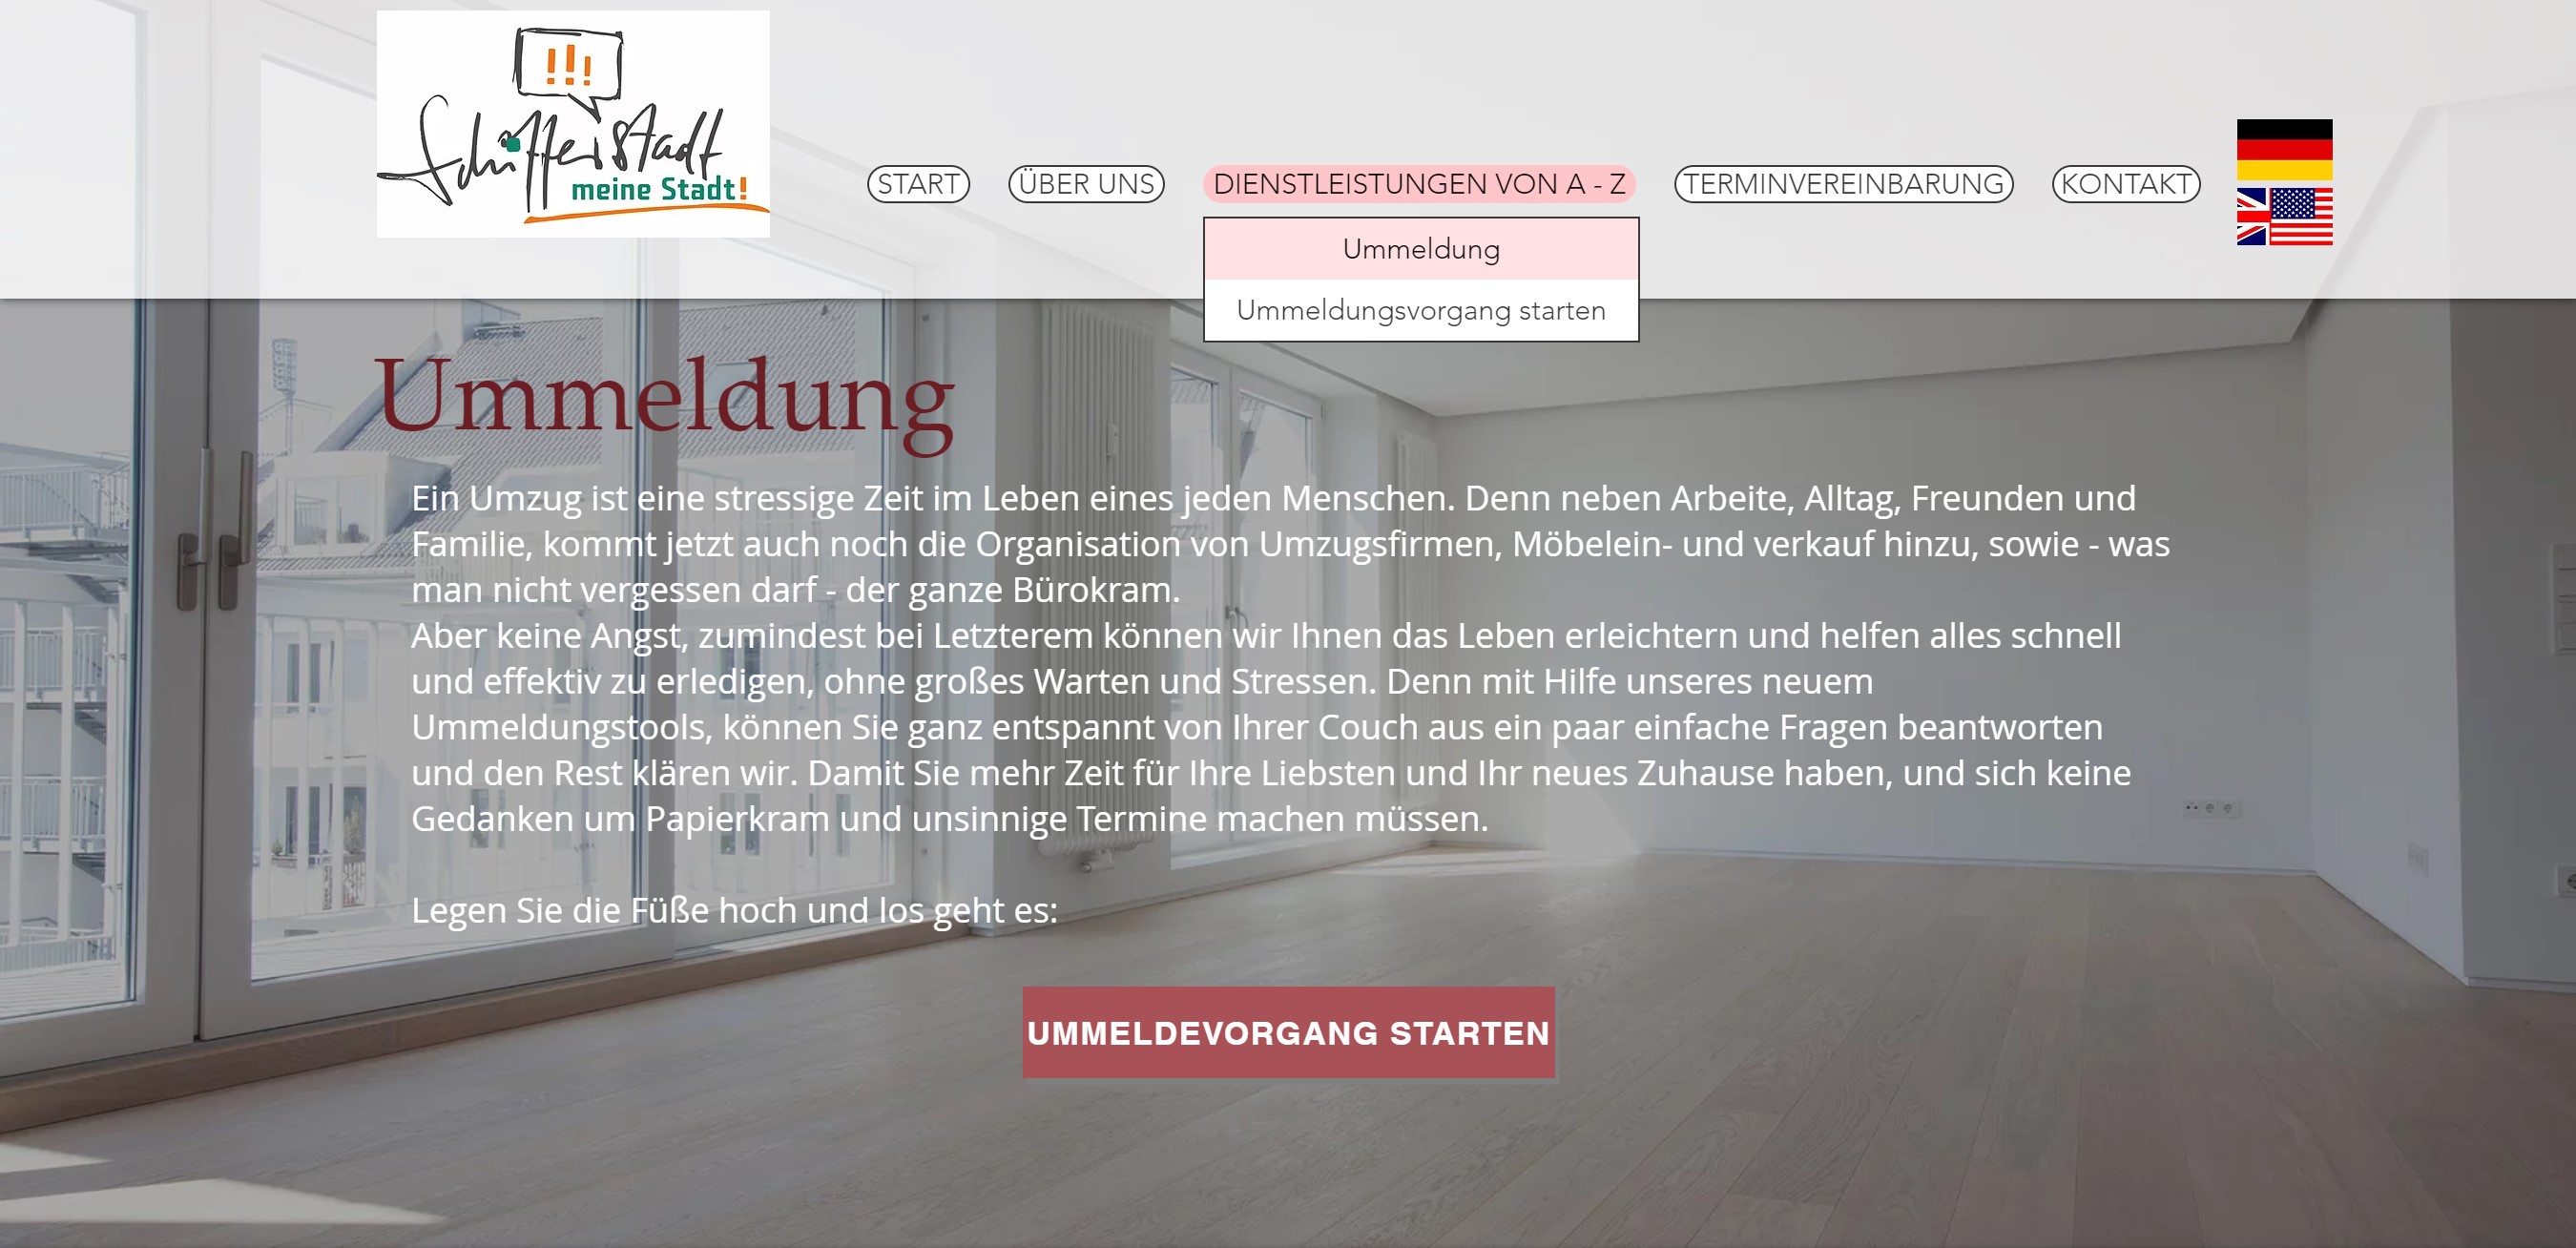 !!!
Schifferstadt
meine Stadt!
START
ÜBER UNS
DIENSTLEISTUNGEN VON A - Z
TERMINVEREINBARUNG
KONTAKT
Ummeldung
Ummeldungsvorgang starten
Ummeldung
Ein Umzug ist eine stressige Zeit im Leben eines jeden Menschen. Denn neben Arbeite, Alltag, Freunden und
Familie, kommt jetzt auch noch die Organisation von Umzugsfirmen, Möbelein- und verkauf hinzu, sowie - was
man nicht vergessen darf - der ganze Bürokram.
Aber keine Angst, zumindest bei Letzterem können wir Ihnen das Leben erleichtern und helfen alles schnell
und effektiv zu erledigen, ohne großes Warten und Stressen. Denn mit Hilfe unseres neuem
Ummeldungstools, können Sie ganz entspannt von Ihrer Couch aus ein paar einfache Fragen beantworten
und den Rest klären wir. Damit Sie mehr Zeit für Ihre Liebsten und Ihr neues Zuhause haben, und sich keine
Gedanken um Papierkram und unsinnige Termine machen müssen.
Legen Sie die Füße hoch und los geht es:
UMMELDEVORGANG STARTEN